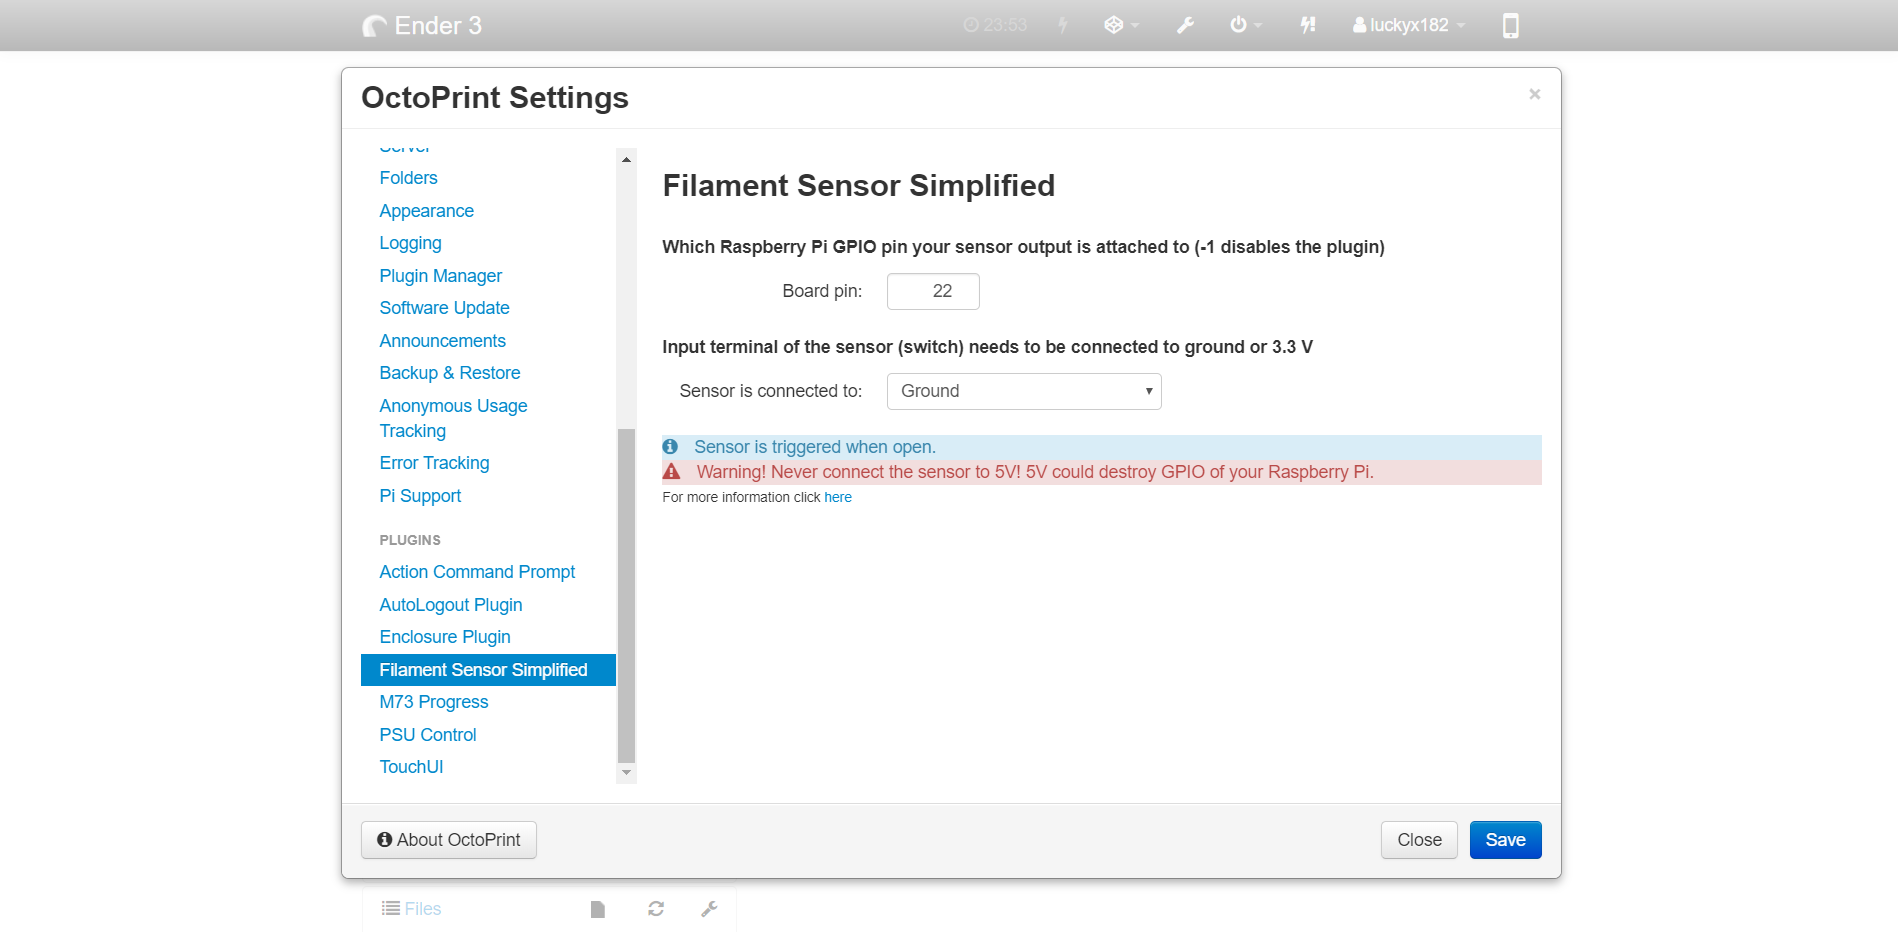 Ender 3
23:53
luckyx182
OctoPrint Settings
×
Server
Folders
Appearance
Logging
Plugin Manager
Software Update
Announcements
Backup & Restore
Anonymous Usage
Tracking
Error Tracking
Pi Support
PLUGINS
Action Command Prompt
AutoLogout Plugin
Enclosure Plugin
Filament Sensor Simplified
M73 Progress
PSU Control
TouchUI
Filament Sensor Simplified
Which Raspberry Pi GPIO pin your sensor output is attached to (-1 disables the plugin)
Board pin: 22
Input terminal of the sensor (switch) needs to be connected to ground or 3.3 V
Sensor is connected to: Ground
Sensor is triggered when open.
Warning! Never connect the sensor to 5V! 5V could destroy GPIO of your Raspberry Pi.
For more information click here
About OctoPrint
Close
Save
Files